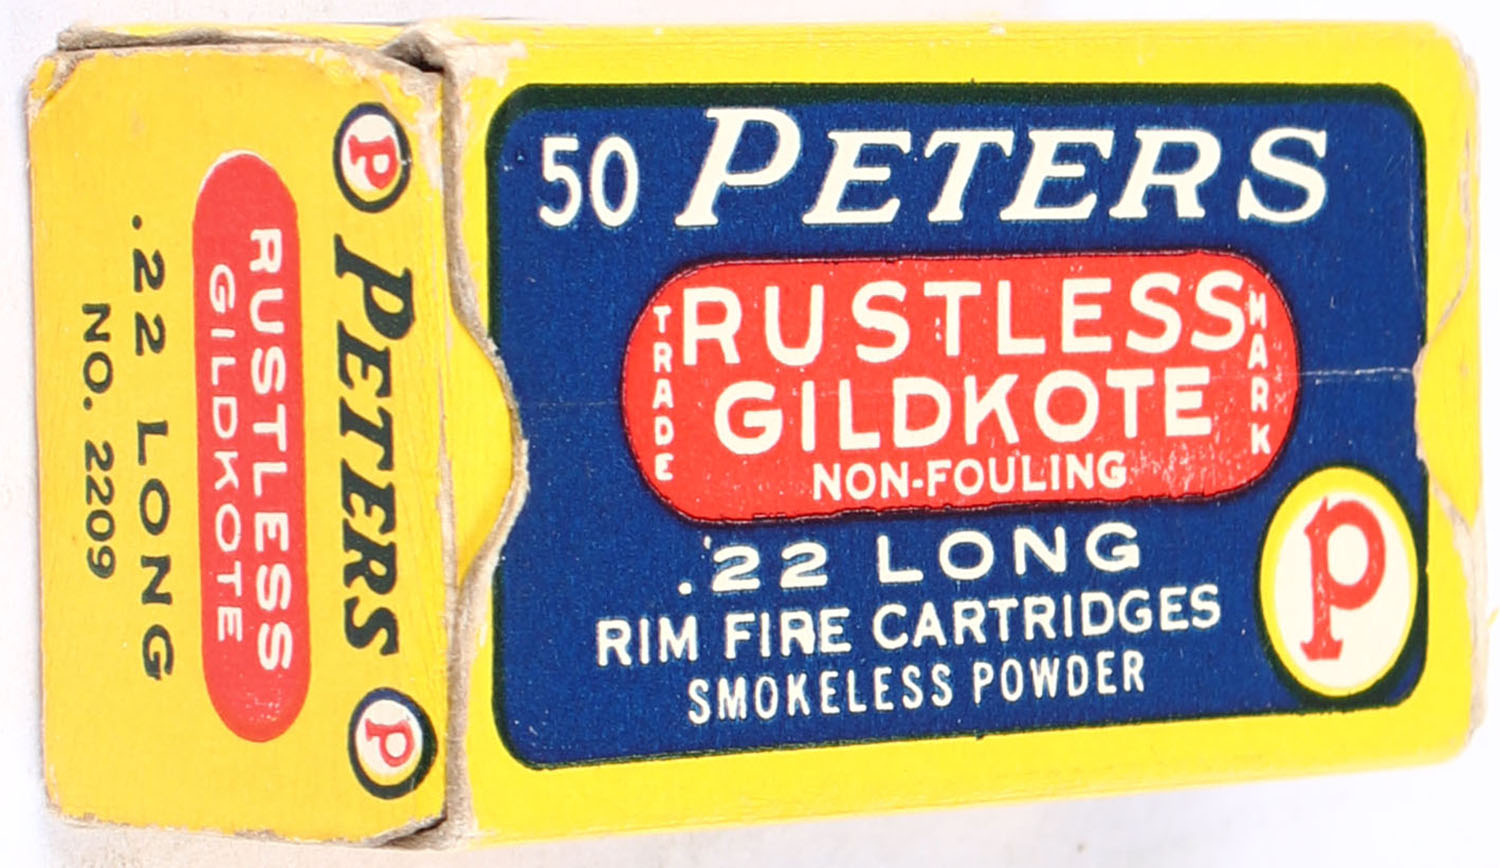 50 PETERS
TRADE MARK
RUSTLESS
GILDKOTE
NON-FOULING
.22 LONG
RIM FIRE CARTRIDGES
SMOKELESS POWDER
P
P PETERS P
RUSTLESS
GILDKOTE
.22 LONG
NO. 2209